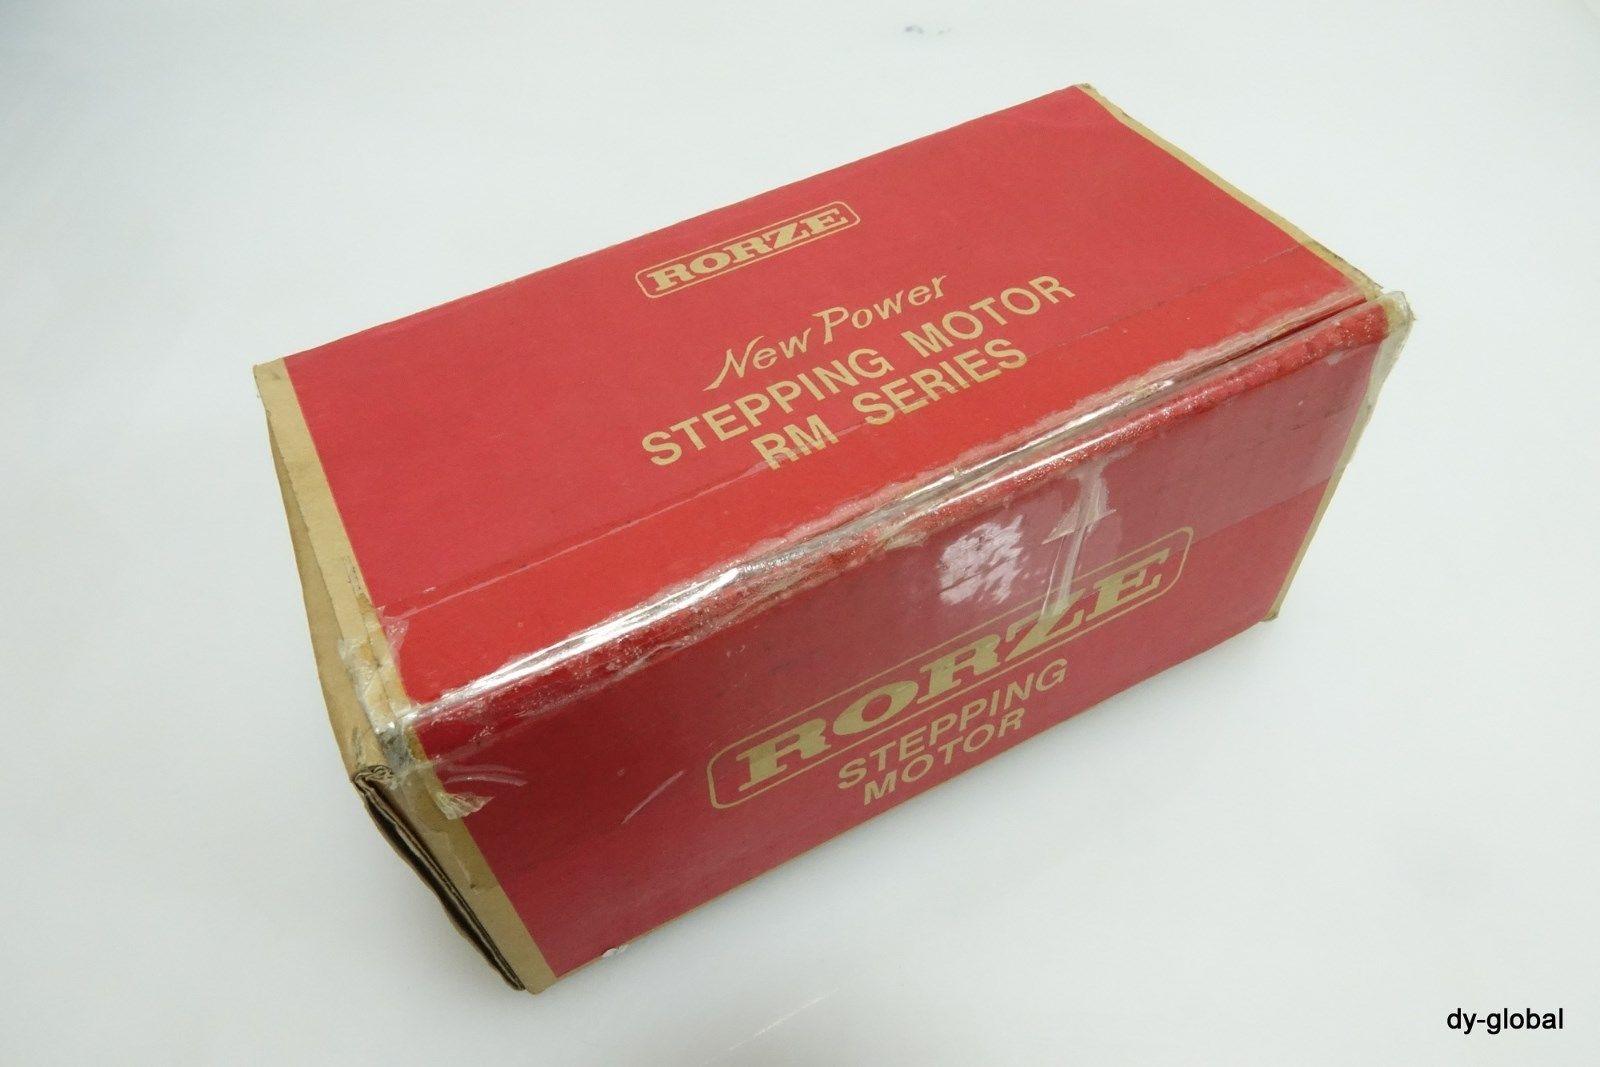 RORZE
New Power
STEPPING MOTOR
RM SERIES
RORZE
STEPPING
MOTOR
dy-global